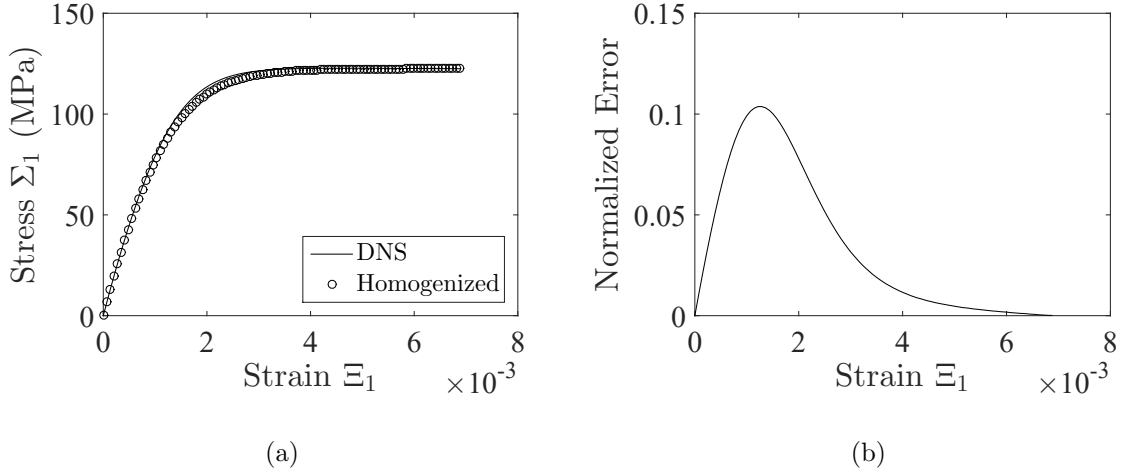 150
100
50
0
0
2
4
6
8
Stress Σ₁ (MPa)
Strain Ξ₁
×10⁻³
DNS
Homogenized
(a)
0.15
0.1
0.05
0
0
2
4
6
8
Normalized Error
Strain Ξ₁
×10⁻³
(b)